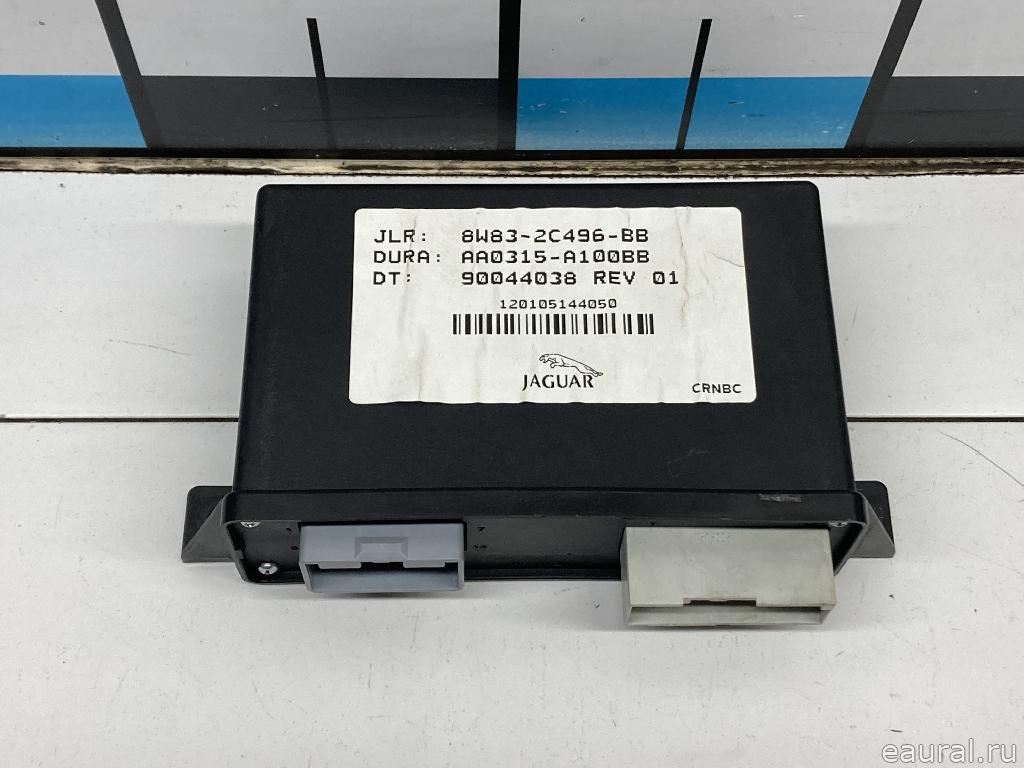 JLR: 8W83-2C496-BB
DURA: AA0315-A100BB
DT: 90044038 REV 01
120105144050
JAGUAR
CRNBC
eaural.ru